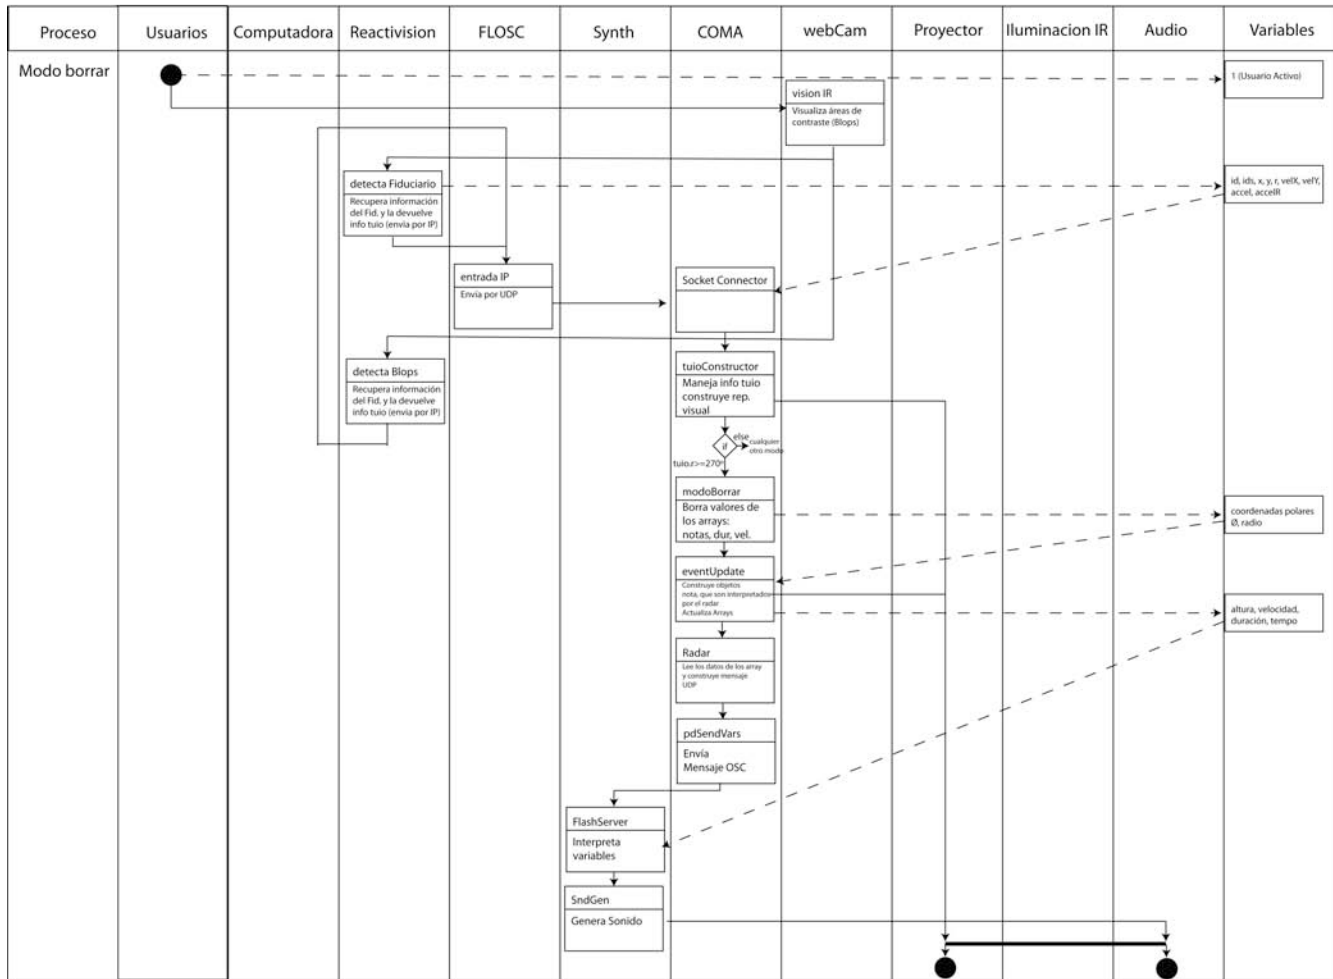 Proceso
Usuarios
Computadora
Reactivision
FLOSC
Synth
COMA
webCam
Proyector
Iluminacion IR
Audio
Variables
Modo borrar
1 (Usuario Activo)
vision IR
Visualiza áreas de
contraste (Blops)
detecta Fiduciario
Recupera información
del Fid. y la devuelve
info tuio (envia por IP)
id, ids, x, y, r, velX, velY,
accel, accelR
entrada IP
Envía por UDP
Socket Connector
detecta Blops
Recupera información
del Fid. y la devuelve
info tuio (envia por IP)
tuioConstructor
Maneja info tuio
construye rep.
visual
if
else
cualquier
otro modo
tuio.r>=270º
modoBorrar
Borra valores de
los arrays:
notas, dur, vel.
coordenadas polares
Ø, radio
eventUpdate
Construye objetos
nota, que son interpretados
por el radar
Actualiza Arrays
altura, velocidad,
duración, tempo
Radar
Lee los datos de los array
y construye mensaje
UDP
pdSendVars
Envía
Mensaje OSC
FlashServer
Interpreta
variables
SndGen
Genera Sonido